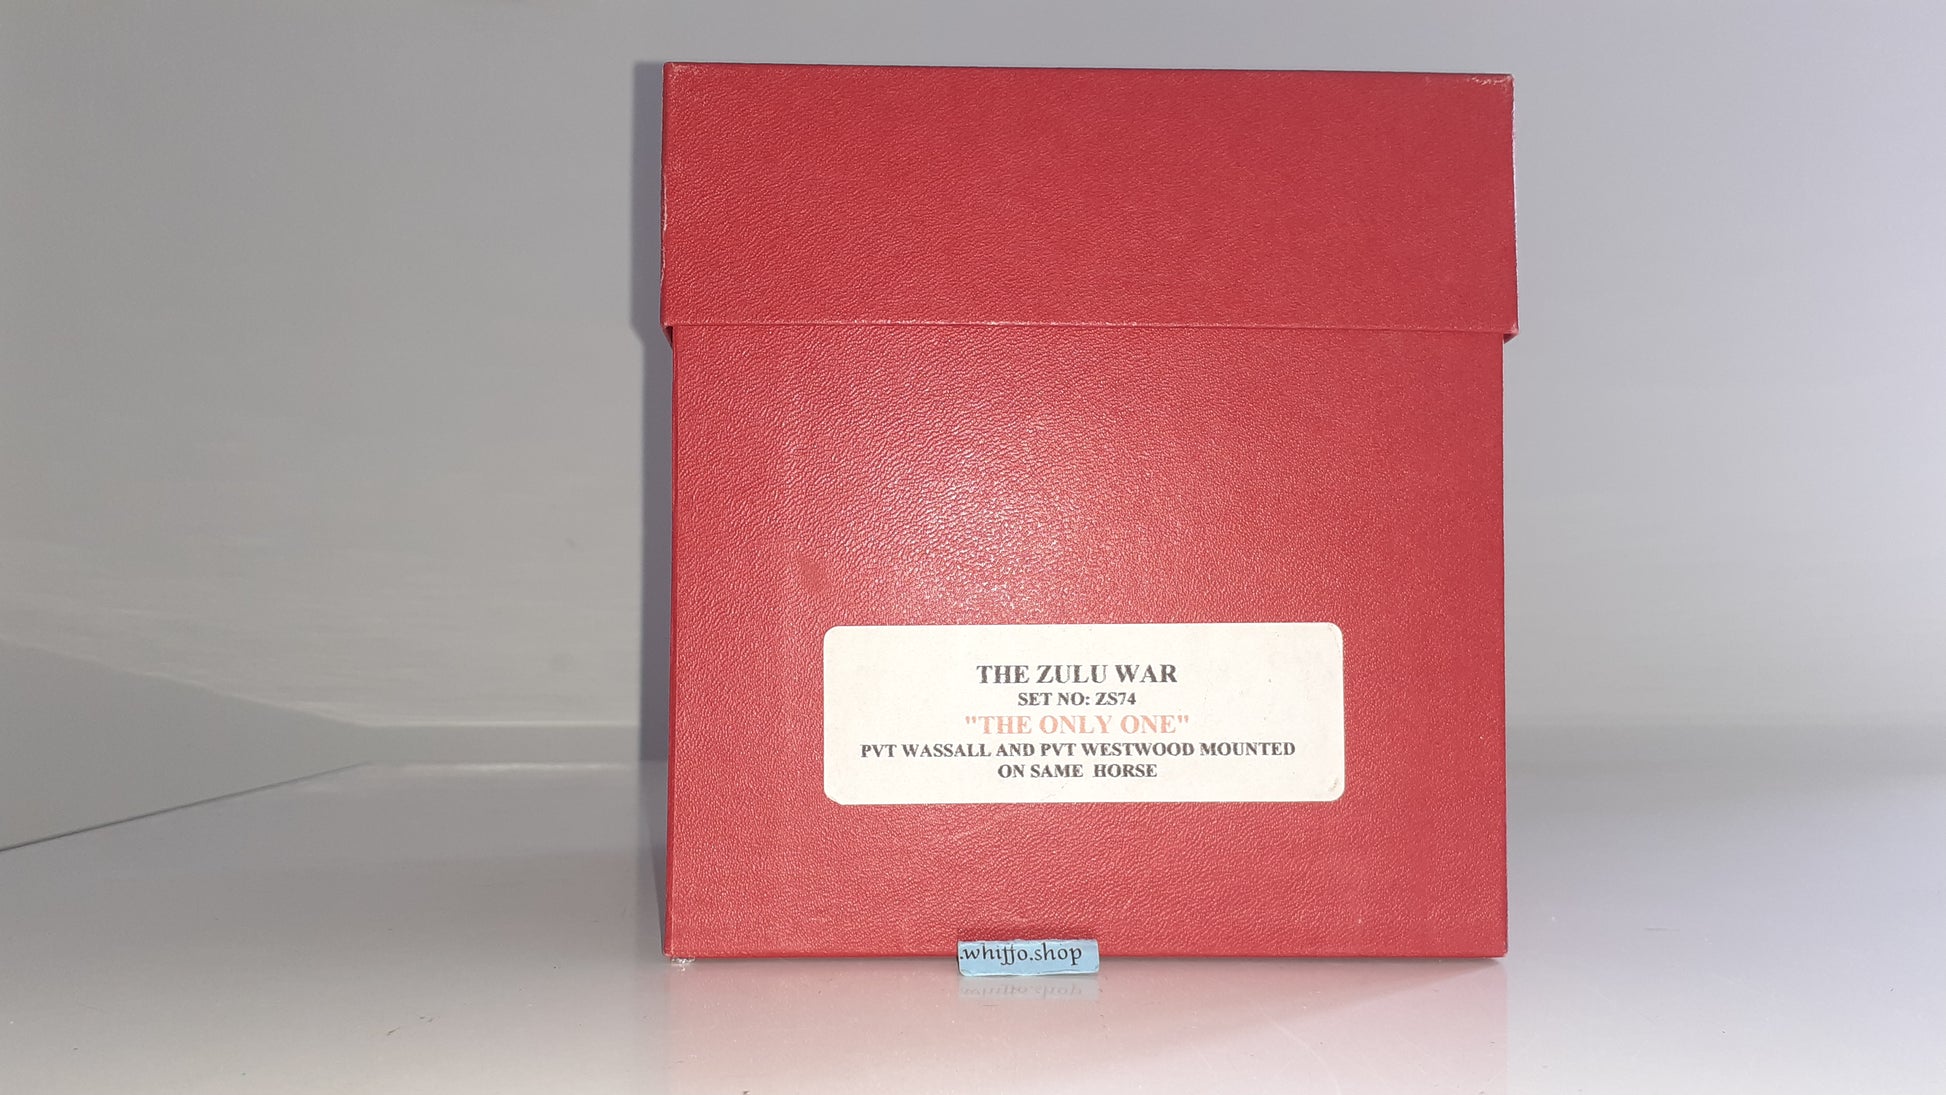 THE ZULU WAR
SET NO: ZS74
"THE ONLY ONE"
PVT WASSALL AND PVT WESTWOOD MOUNTED
ON SAME HORSE
.whiffo.shop